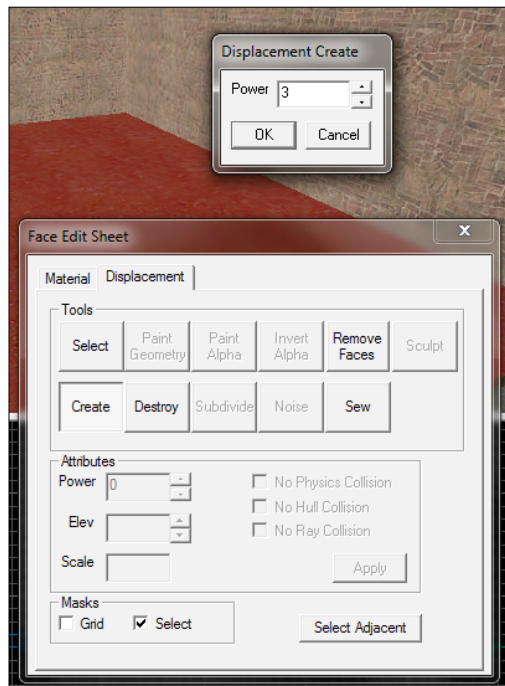 Displacement Create
Power 3
OK Cancel
Face Edit Sheet x
Material Displacement
Tools
Select Paint Geometry Paint Alpha Invert Alpha Remove Faces Sculpt
Create Destroy Subdivide Noise Sew
Attributes
Power 0
No Physics Collision
No Hull Collision
Elev
No Ray Collision
Scale
Apply
Masks
Grid Select
Select Adjacent